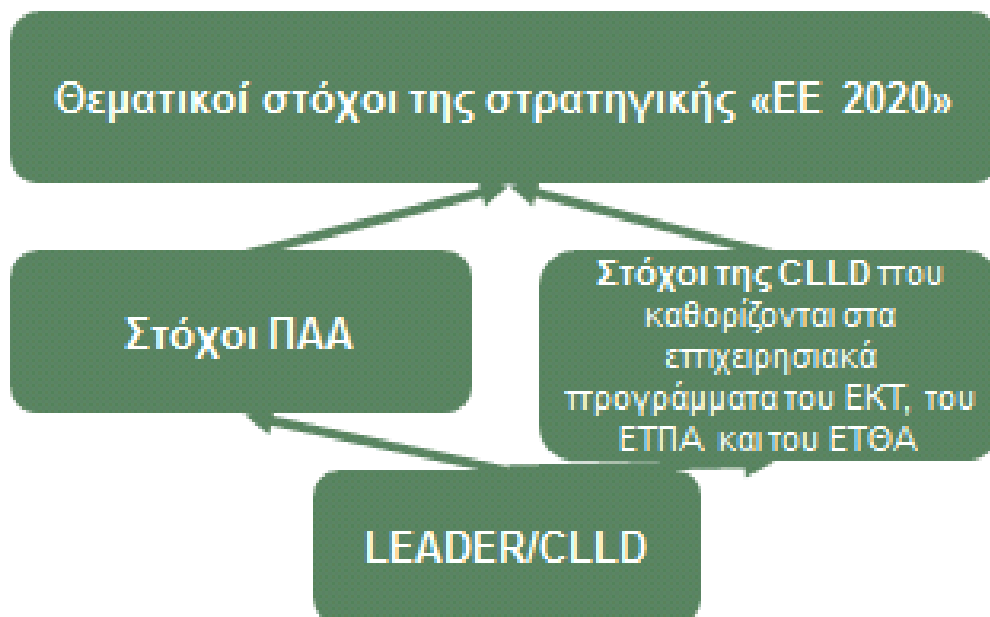 Θεματικοί στόχοι της στρατηγικής «ΕΕ 2020»
Στόχοι ΠΑΑ
Στόχοι της CLLD που
καθορίζονται στα
επιχειρησιακά
προγράμματα του ΕΚΤ, του
ΕΤΠΑ και του ΕΤΘΑ
LEADER/CLLD